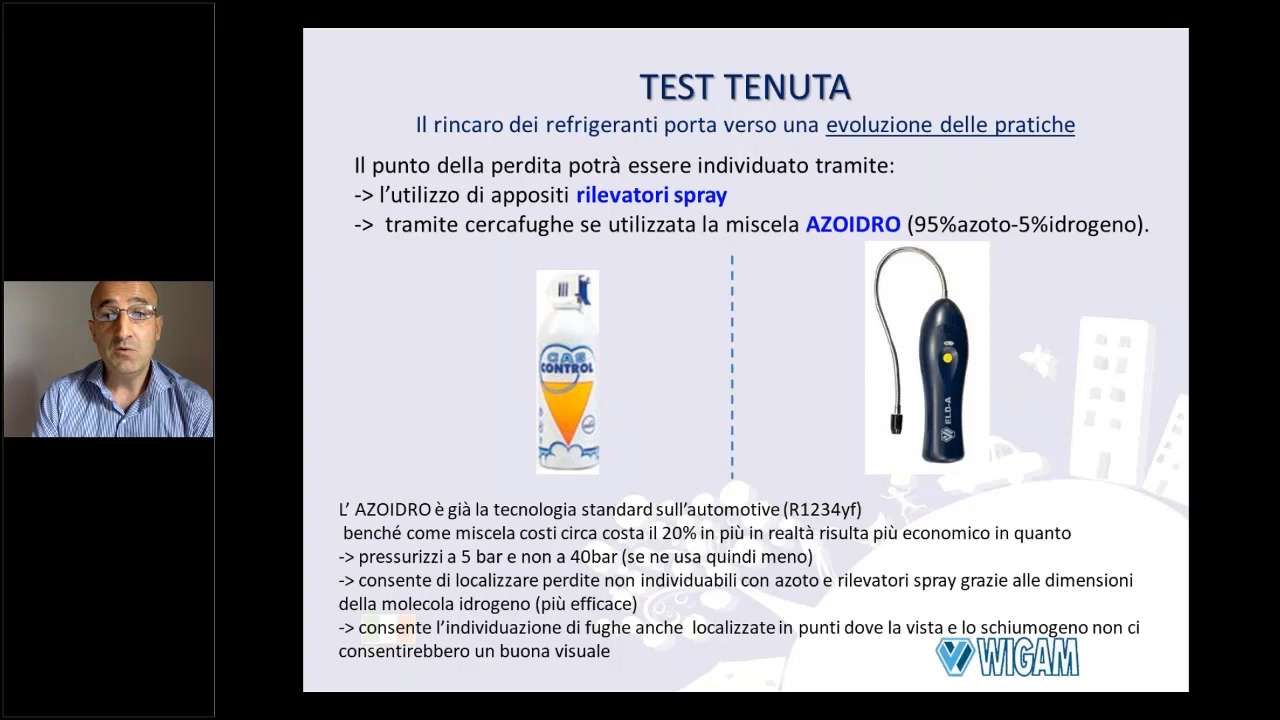 TEST TENUTA
Il rincaro dei refrigeranti porta verso una evoluzione delle pratiche
Il punto della perdita potrà essere individuato tramite:
-> l'utilizzo di appositi rilevatori spray
-> tramite cercafughe se utilizzata la miscela AZOIDRO (95%azoto-5%idrogeno).
GAS
CONTROL
ELD-A
L' AZOIDRO è già la tecnologia standard sull'automotive (R1234yf)
benché come miscela costi circa costa il 20% in più in realtà risulta più economico in quanto
-> pressurizzi a 5 bar e non a 40bar (se ne usa quindi meno)
-> consente di localizzare perdite non individuabili con azoto e rilevatori spray grazie alle dimensioni
della molecola idrogeno (più efficace)
-> consente l'individuazione di fughe anche localizzate in punti dove la vista e lo schiumogeno non ci
consentirebbero un buona visuale
WIGAM